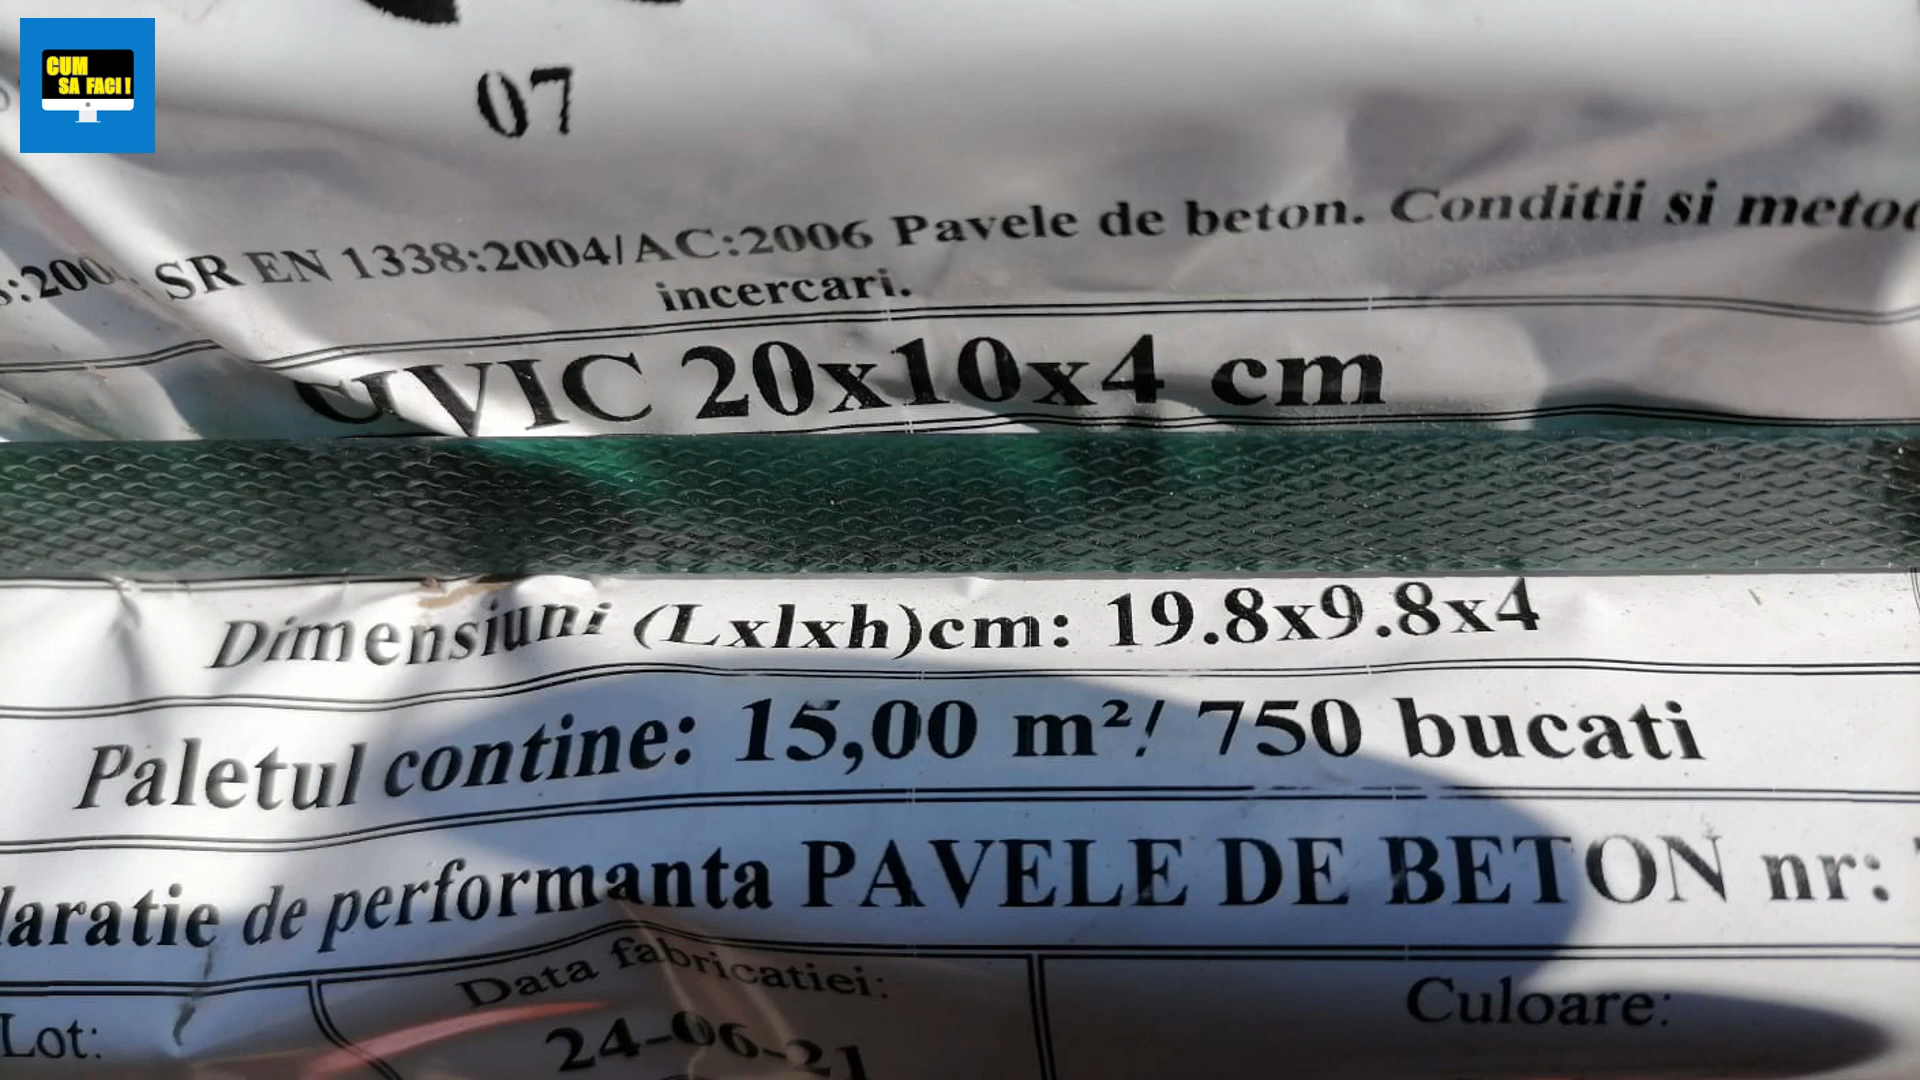 CUM
SA FACI!
07
SR EN 1338:2004/AC:2006 Pavele de beton. Conditii si
incercari.
CIVIC 20x10x4 cm
Dimensiuni (Lxlxh)cm: 19.8x9.8x4
Paletul contine: 15,00 m²/ 750 bucati
de performanta PAVELE DE BETON nr:
Data fabricatiei:
Culoare:
Lot:
24-06-21